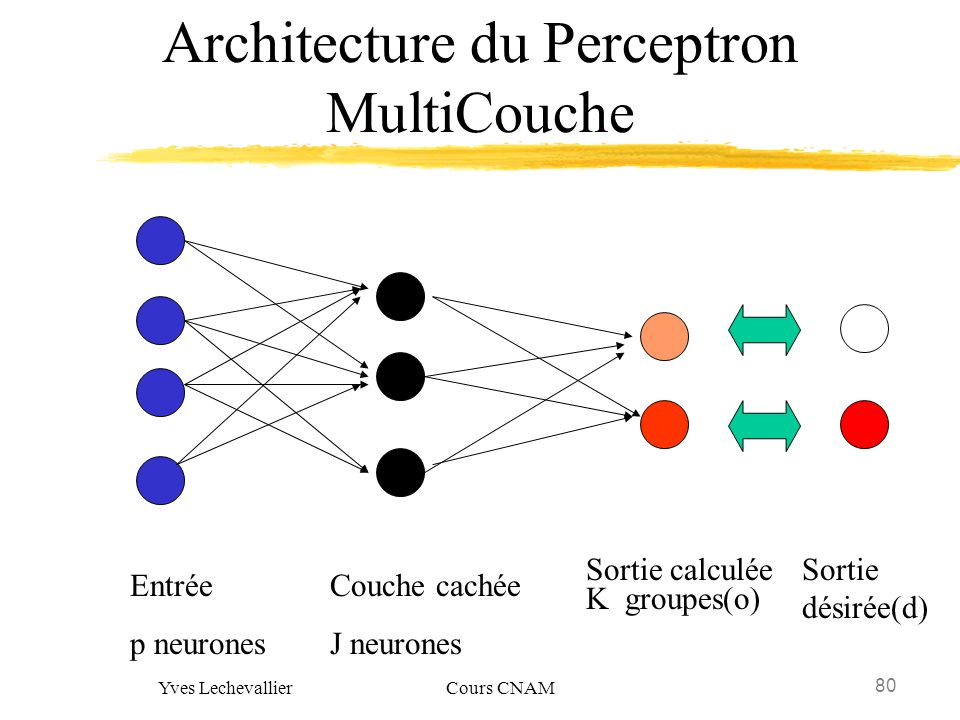 Architecture du Perceptron
MultiCouche
Entrée
p neurones
Couche cachée
J neurones
Sortie calculée
K groupes(o)
Sortie
désirée(d)
Yves Lechevallier
Cours CNAM
80